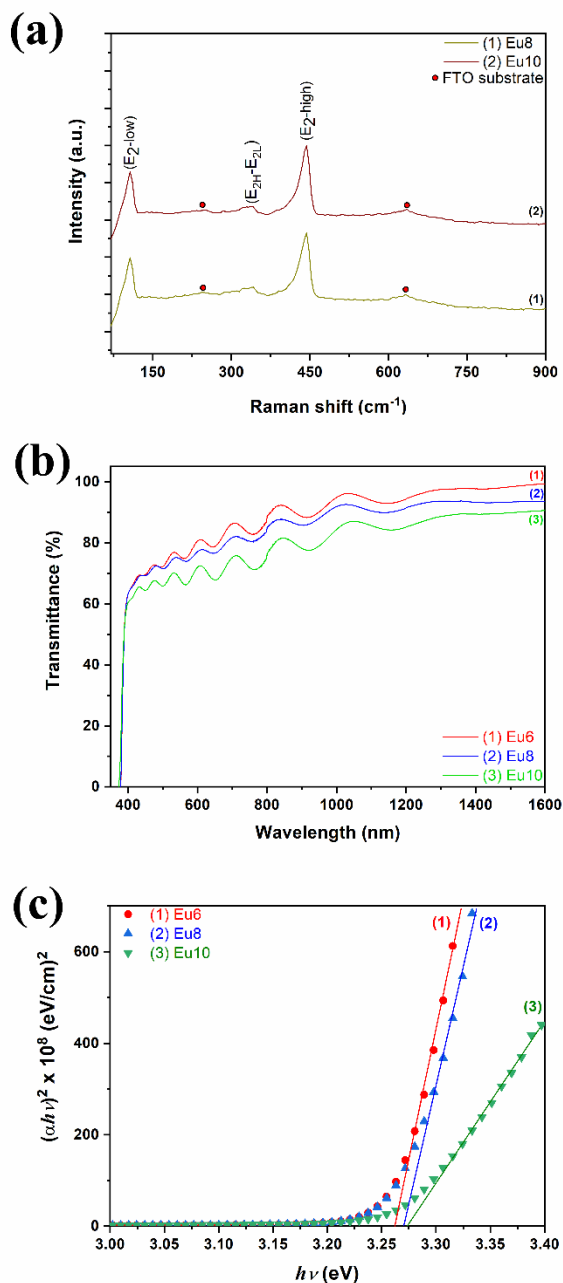 (a)
(1) Eu8
(2) Eu10
FTO substrate
(E2-low)
(E2H-E2L)
(E2-high)
(2)
(1)
Intensity (a.u.)
150 300 450 600 750 900
Raman shift (cm-1)
(b)
100
80
60
40
20
0
Transmittance (%)
(1)
(2)
(3)
(1) Eu6
(2) Eu8
(3) Eu10
400 600 800 1000 1200 1400 1600
Wavelength (nm)
(c)
(1) Eu6
(2) Eu8
(3) Eu10
(1)
(2)
(3)
600
400
200
0
(αhν)2 x 108 (eV/cm)2
3.00 3.05 3.10 3.15 3.20 3.25 3.30 3.35 3.40
hν (eV)